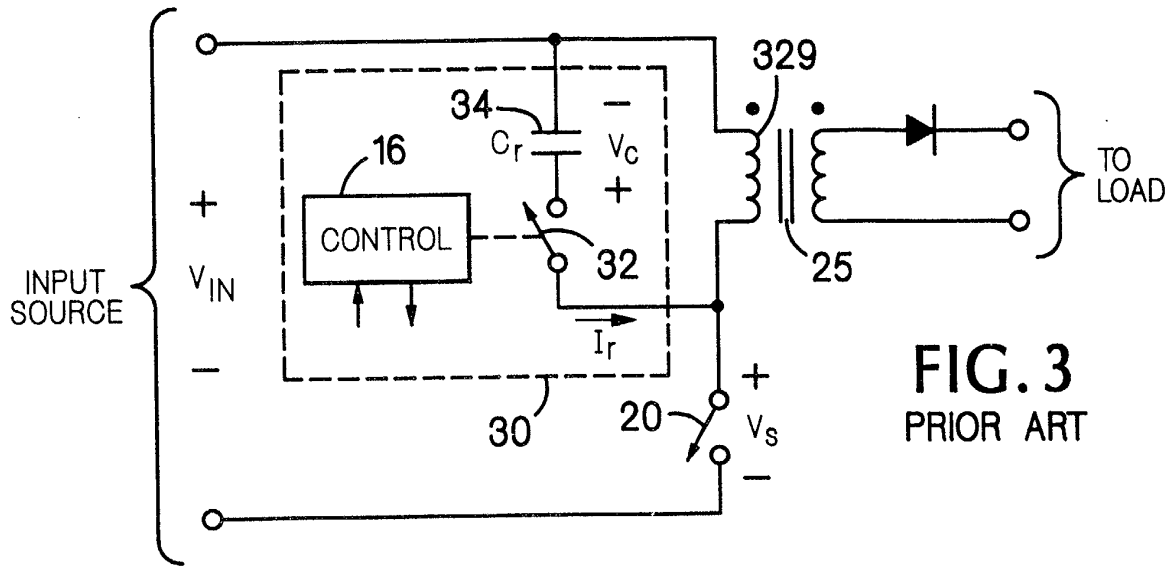 329
34
Cr
−
Vc
+
16
CONTROL
32
25
TO
LOAD
+
VIN
−
INPUT
SOURCE
Ir
30
20
+
Vs
−
FIG. 3
PRIOR ART